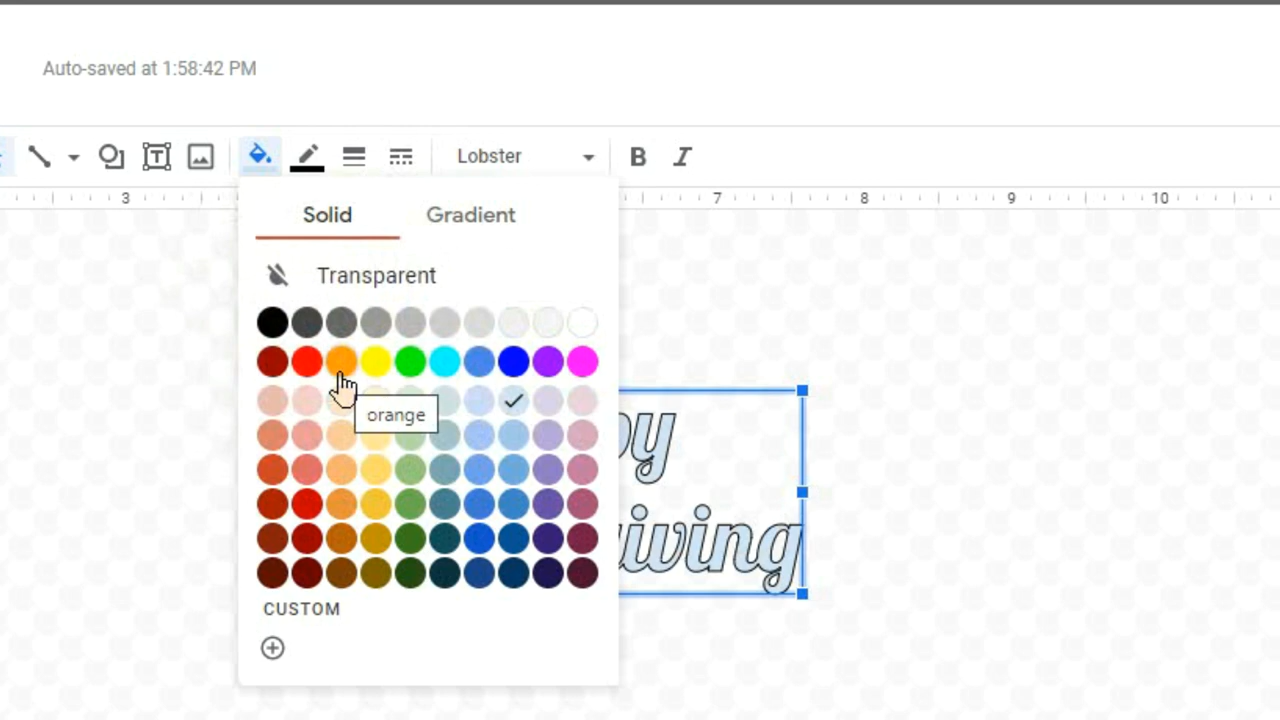 Auto-saved at 1:58:42 PM
Lobster
B I
3 7 8 9 10
Solid Gradient
Transparent
orange
CUSTOM